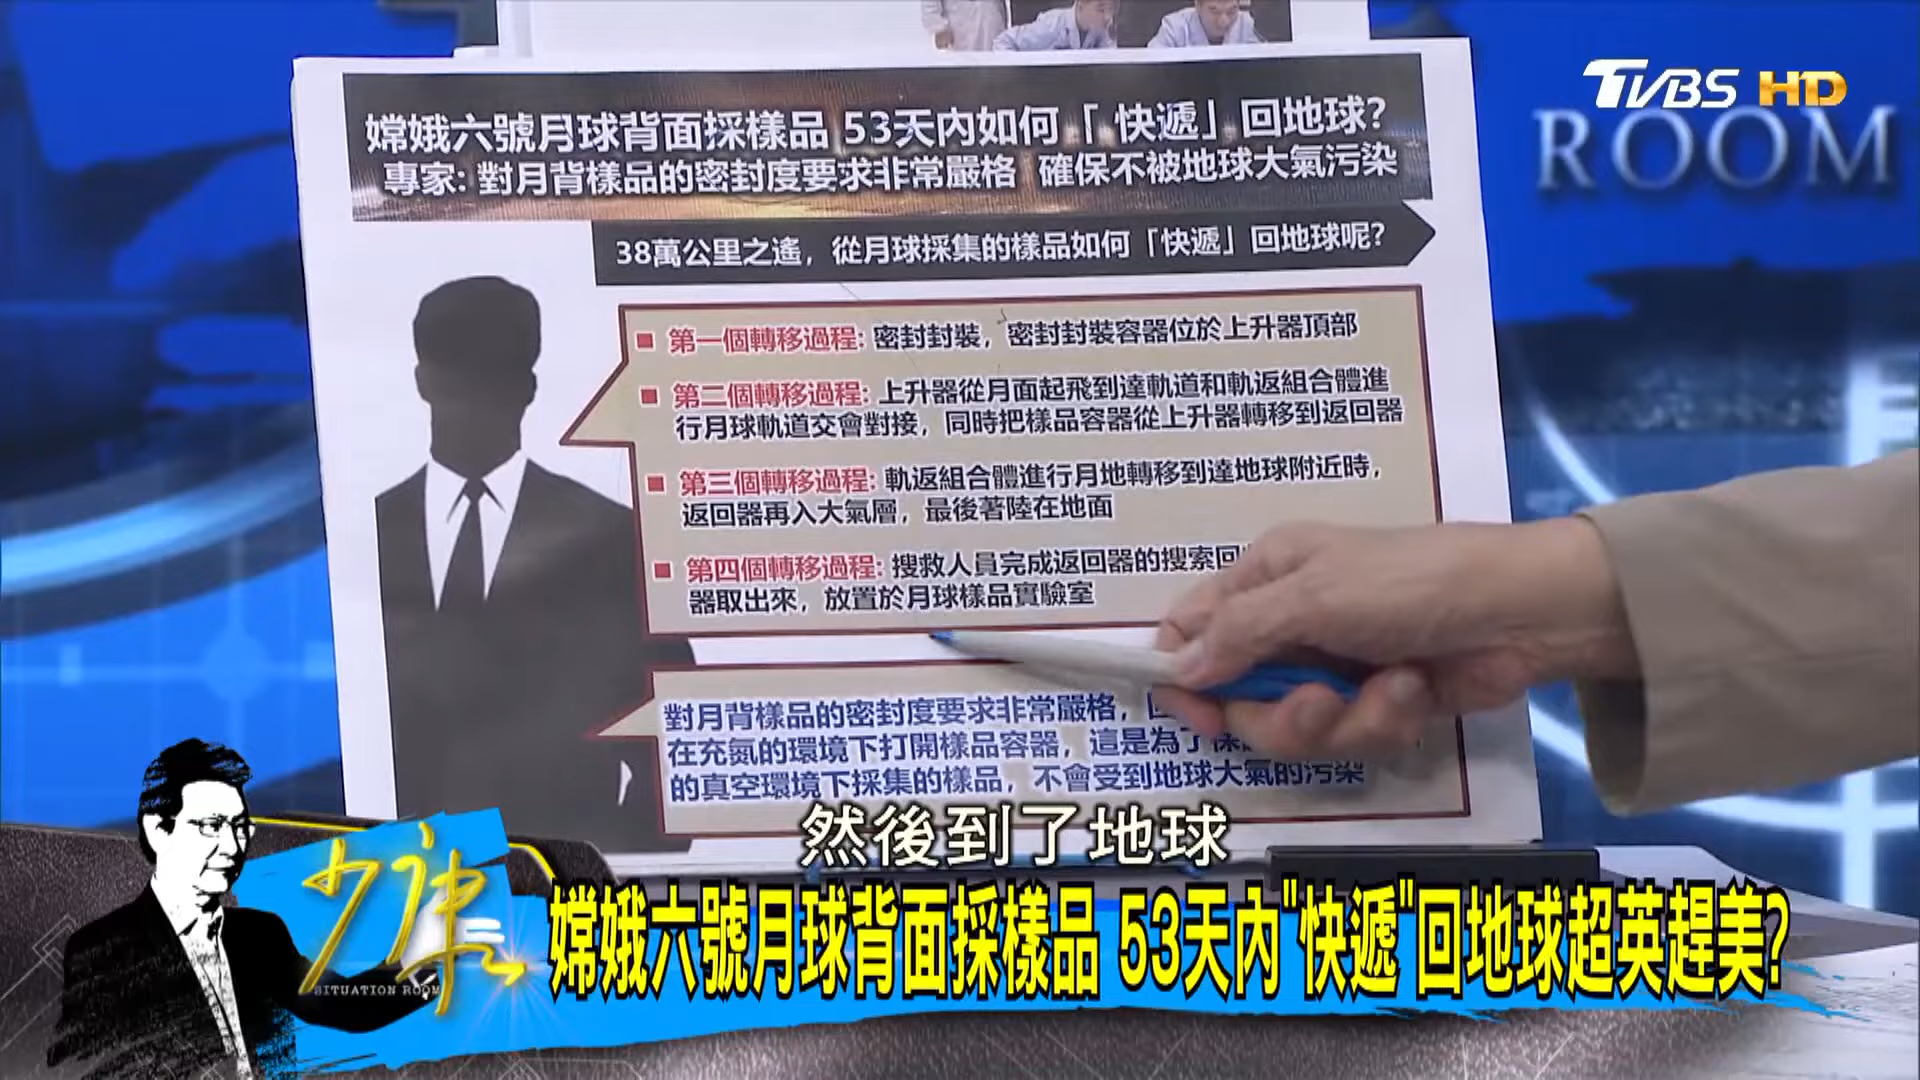 TVBS HD
ROOM
嫦娥六號月球背面採樣品 53天內如何「快遞」回地球?
專家: 對月背樣品的密封度要求非常嚴格 確保不被地球大氣污染
38萬公里之遙，從月球採集的樣品如何「快遞」回地球呢?
第一個轉移過程: 密封封裝，密封封裝容器位於上升器頂部
第二個轉移過程: 上升器從月面起飛到達軌道和軌返組合體進
行月球軌道交會對接，同時把樣品容器從上升器轉移到返回器
第三個轉移過程: 軌返組合體進行月地轉移到達地球附近時，
返回器再入大氣層，最後著陸在地面
第四個轉移過程: 搜救人員完成返回器的搜索回
器取出來，放置於月球樣品實驗室
對月背樣品的密封度要求非常嚴格，
在充氮的環境下打開樣品容器，這是為了保
的真空環境下採集的樣品，不會受到地球大氣的污染
然後到了地球
少康
SITUATION ROOM
嫦娥六號月球背面採樣品 53天內"快遞"回地球超英趕美?